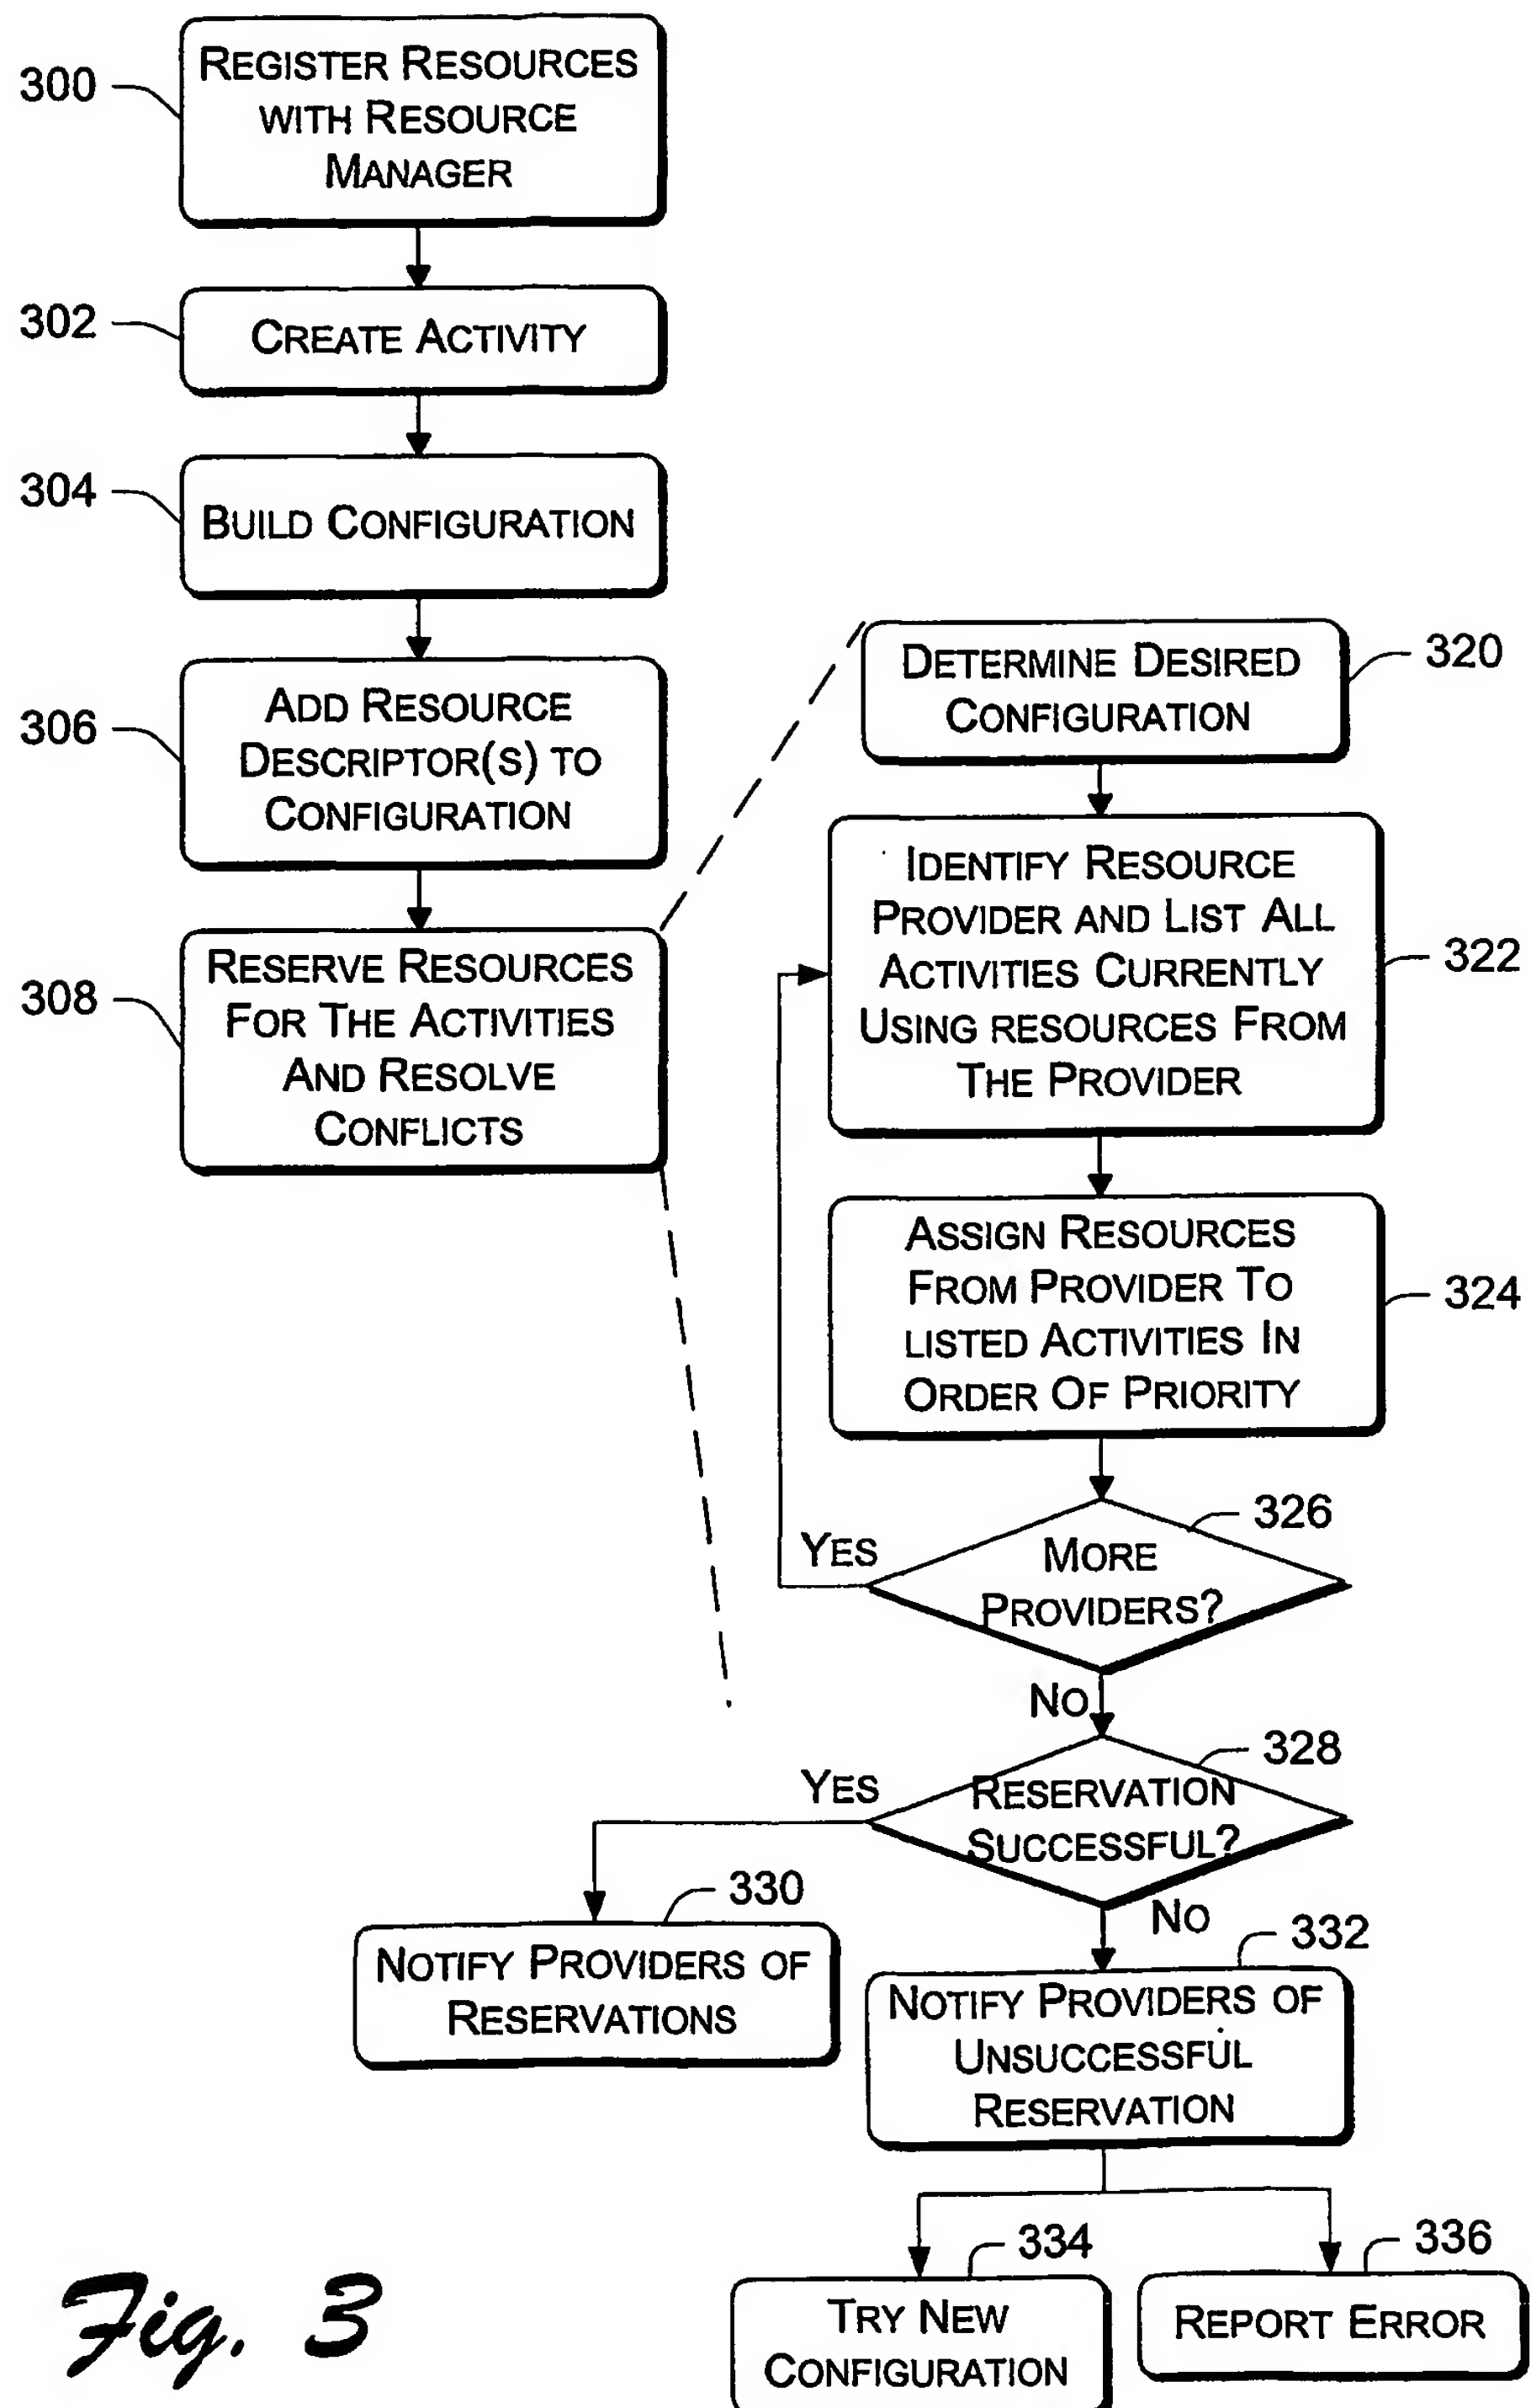 300
REGISTER RESOURCES
WITH RESOURCE
MANAGER
302
CREATE ACTIVITY
304
BUILD CONFIGURATION
306
ADD RESOURCE
DESCRIPTOR(S) TO
CONFIGURATION
308
RESERVE RESOURCES
FOR THE ACTIVITIES
AND RESOLVE
CONFLICTS
DETERMINE DESIRED
CONFIGURATION
320
IDENTIFY RESOURCE
PROVIDER AND LIST ALL
ACTIVITIES CURRENTLY
USING RESOURCES FROM
THE PROVIDER
322
ASSIGN RESOURCES
FROM PROVIDER TO
LISTED ACTIVITIES IN
ORDER OF PRIORITY
324
326
MORE
PROVIDERS?
YES
NO
328
RESERVATION
SUCCESSFUL?
YES
NO
330
NOTIFY PROVIDERS OF
RESERVATIONS
332
NOTIFY PROVIDERS OF
UNSUCCESSFUL
RESERVATION
334
TRY NEW
CONFIGURATION
336
REPORT ERROR
Fig. 3